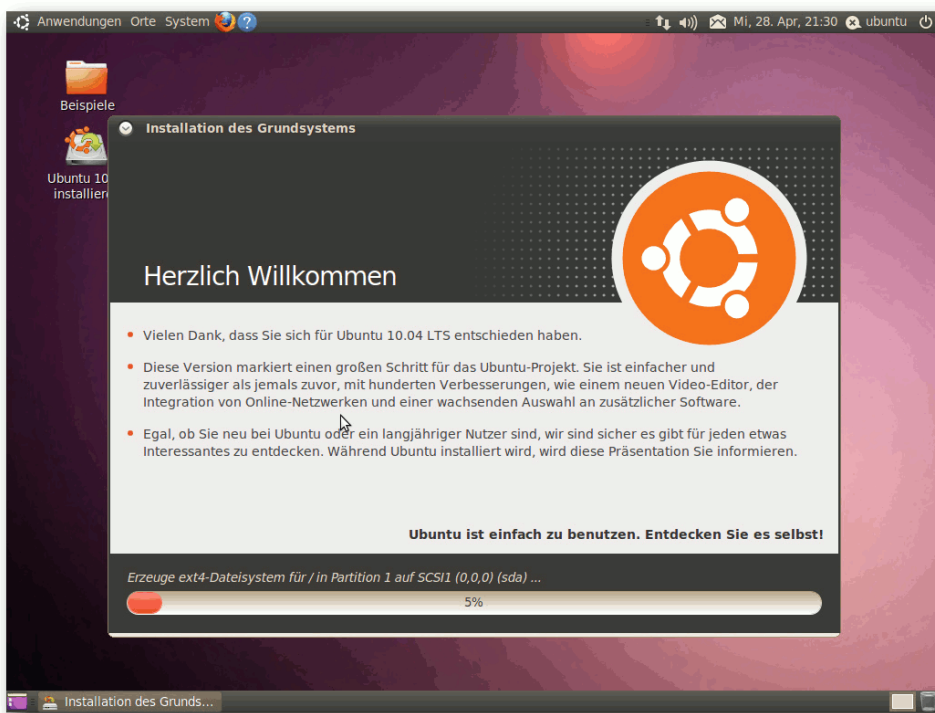 Anwendungen Orte System ?
Mi, 28. Apr, 21:30 ubuntu
Beispiele
Ubuntu 10
installier
Installation des Grundsystems
Herzlich Willkommen
Vielen Dank, dass Sie sich für Ubuntu 10.04 LTS entschieden haben.
Diese Version markiert einen großen Schritt für das Ubuntu-Projekt. Sie ist einfacher und
zuverlässiger als jemals zuvor, mit hunderten Verbesserungen, wie einem neuen Video-Editor, der
Integration von Online-Netzwerken und einer wachsenden Auswahl an zusätzlicher Software.
Egal, ob Sie neu bei Ubuntu oder ein langjähriger Nutzer sind, wir sind sicher es gibt für jeden etwas
Interessantes zu entdecken. Während Ubuntu installiert wird, wird diese Präsentation Sie informieren.
Ubuntu ist einfach zu benutzen. Entdecken Sie es selbst!
Erzeuge ext4-Dateisystem für / in Partition 1 auf SCSI1 (0,0,0) (sda) ...
5%
Installation des Grunds...